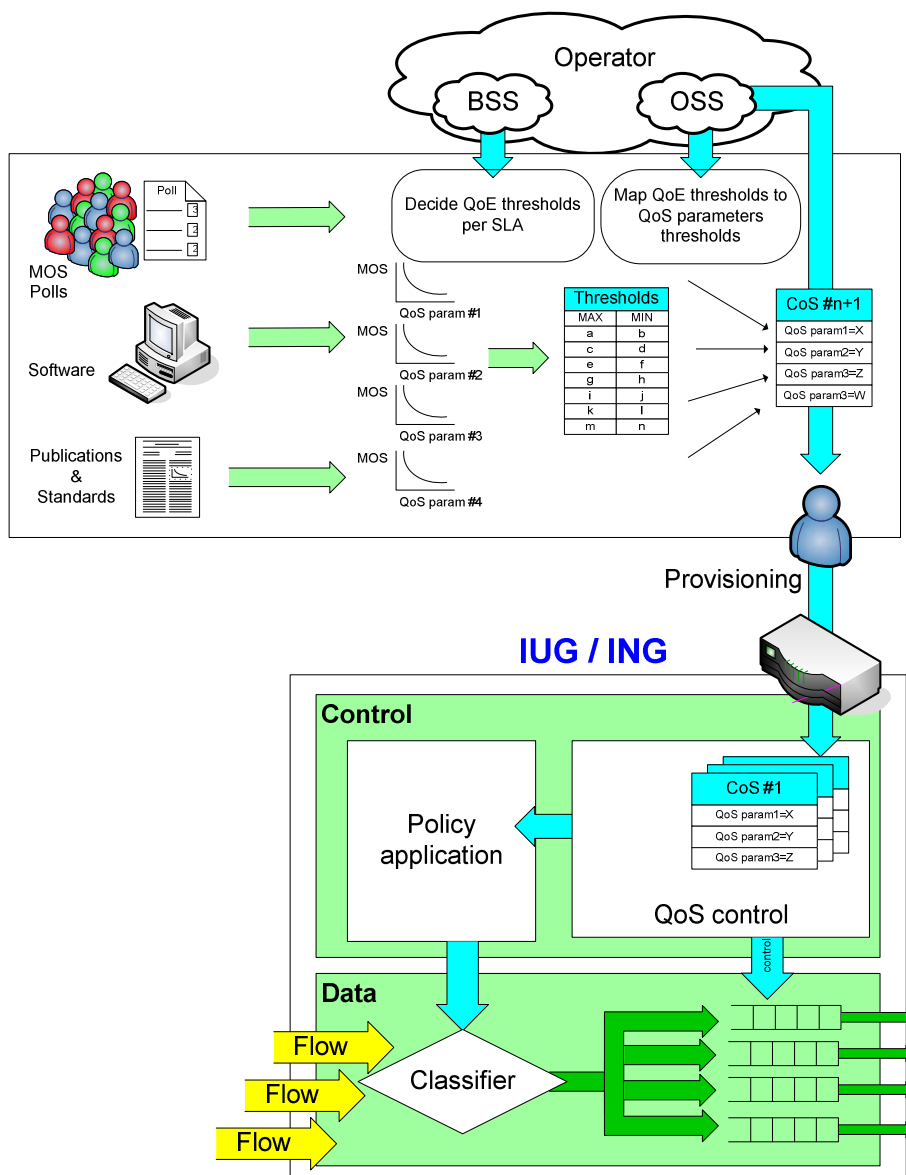 Operator
BSS
OSS
Poll
3
2
2
MOS
Polls
Decide QoE thresholds
per SLA
Map QoE thresholds to
QoS parameters
thresholds
MOS
QoS param #1
Software
MOS
QoS param #2
MOS
QoS param #3
Publications
&
Standards
MOS
QoS param #4
Thresholds
MAX MIN
a b
c d
e f
g h
i j
k l
m n
CoS #n+1
QoS param1=X
QoS param2=Y
QoS param3=Z
QoS param3=W
Provisioning
IUG / ING
Control
Policy
application
CoS #1
QoS param1=X
QoS param2=Y
QoS param3=Z
QoS control
control
Data
Flow
Flow
Flow
Classifier